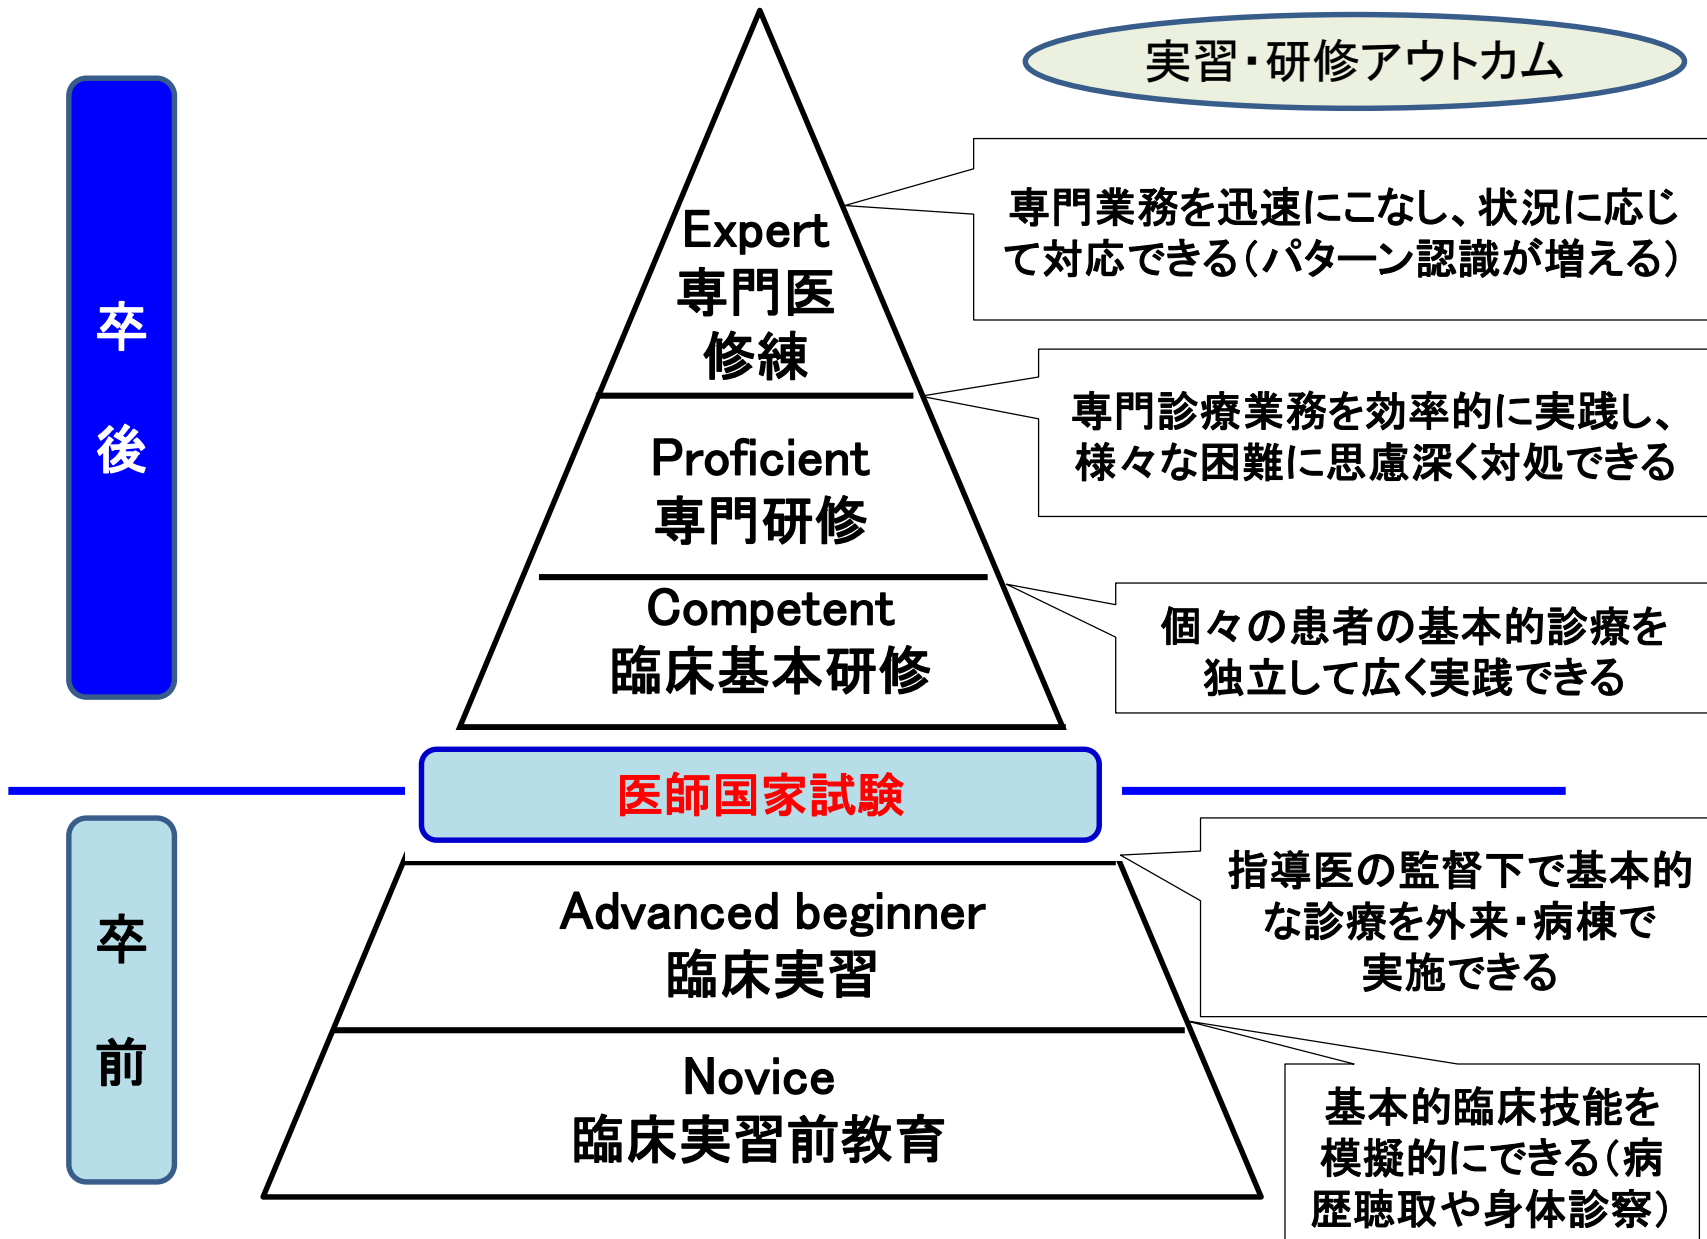 実習・研修アウトカム
卒
後
Expert
専門医
修練
専門業務を迅速にこなし、状況に応じ
て対応できる（パターン認識が増える）
Proficient
専門研修
専門診療業務を効率的に実践し、
様々な困難に思慮深く対処できる
Competent
臨床基本研修
個々の患者の基本的診療を
独立して広く実践できる
医師国家試験
卒
前
Advanced beginner
臨床実習
指導医の監督下で基本的
な診療を外来・病棟で
実施できる
Novice
臨床実習前教育
基本的臨床技能を
模擬的にできる（病
歴聴取や身体診察）